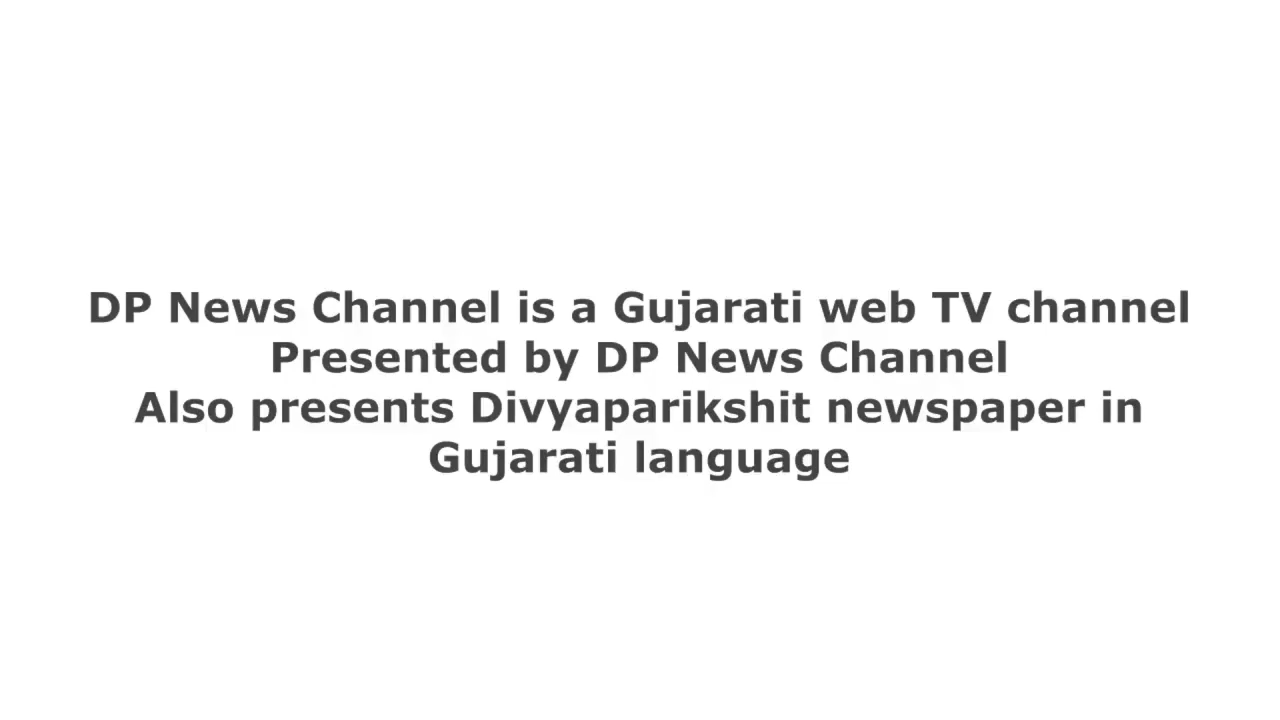 DP News Channel is a Gujarati web TV channel
Presented by DP News Channel
Also presents Divyaparikshit newspaper in
Gujarati language